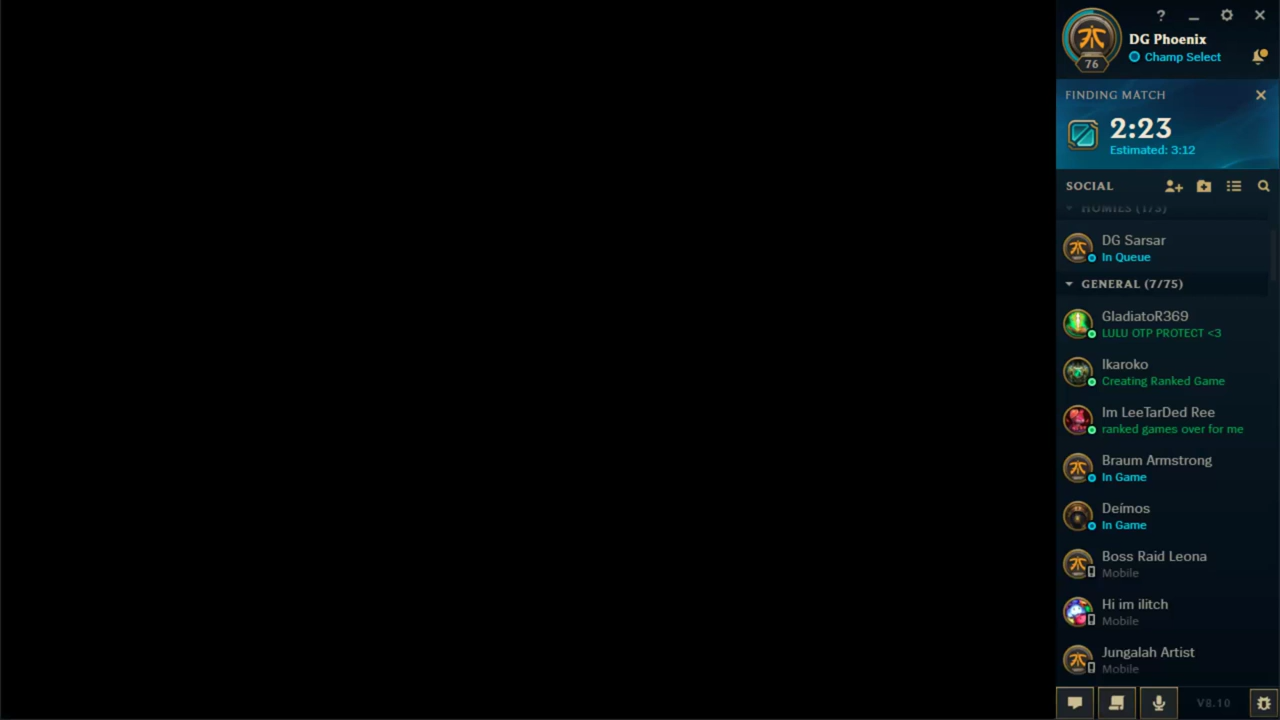 ?
DG Phoenix
Champ Select
76
FINDING MATCH
2:23
Estimated: 3:12
SOCIAL
HOMIES (1/3)
DG Sarsar
In Queue
GENERAL (7/75)
GladiatoR369
LULU OTP PROTECT <3
Ikaroko
Creating Ranked Game
Im LeeTarDed Ree
ranked games over for me
Braum Armstrong
In Game
Deímos
In Game
Boss Raid Leona
Mobile
Hi im ilitch
Mobile
Jungalah Artist
Mobile
V8.10